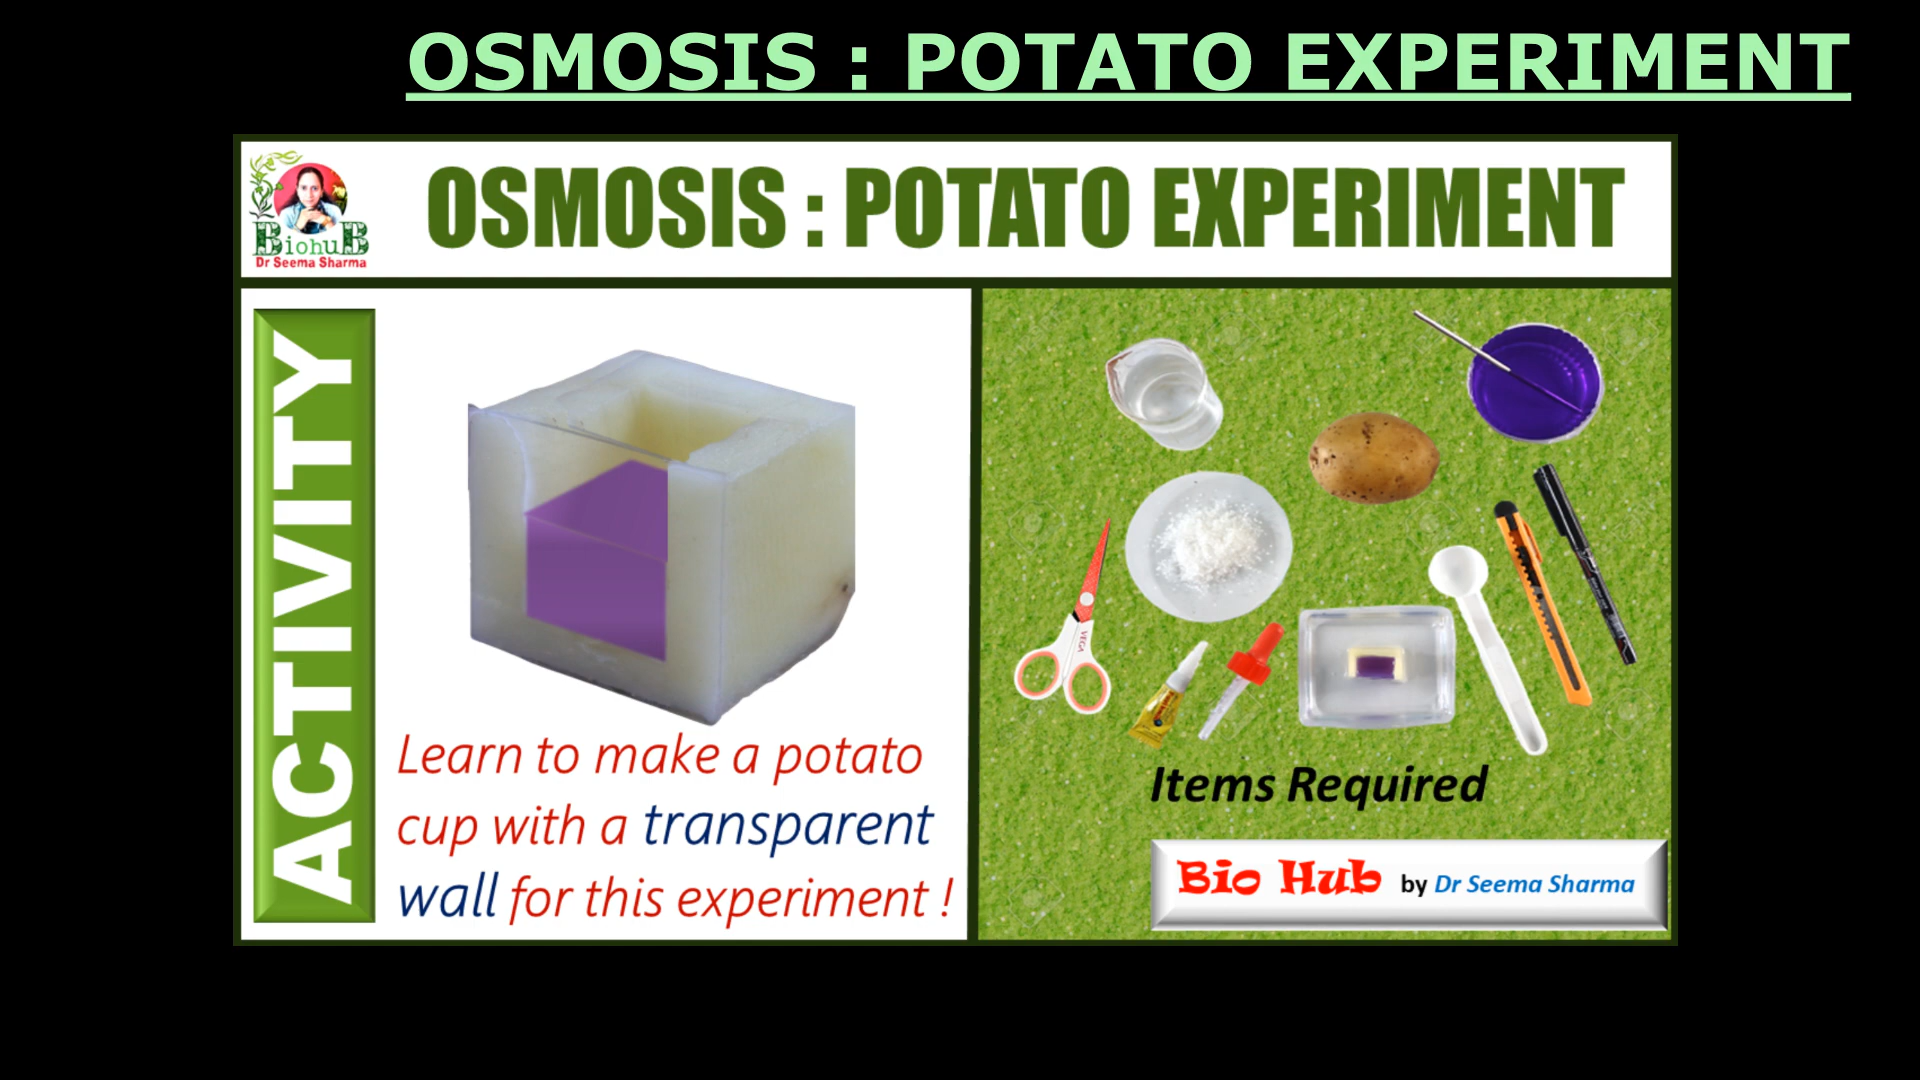 OSMOSIS : POTATO EXPERIMENT
BiohuB
Dr Seema Sharma
OSMOSIS : POTATO EXPERIMENT
ACTIVITY
Learn to make a potato
cup with a transparent
wall for this experiment !
VEGA
Items Required
Bio Hub by Dr Seema Sharma